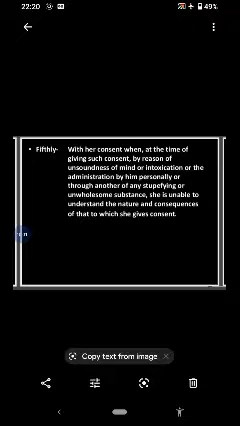 22:20
49%
• Fifthly- With her consent when, at the time of
giving such consent, by reason of
unsoundness of mind or intoxication or the
administration by him personally or
through another of any stupefying or
unwholesome substance, she is unable to
understand the nature and consequences
of that to which she gives consent.
Copy text from image